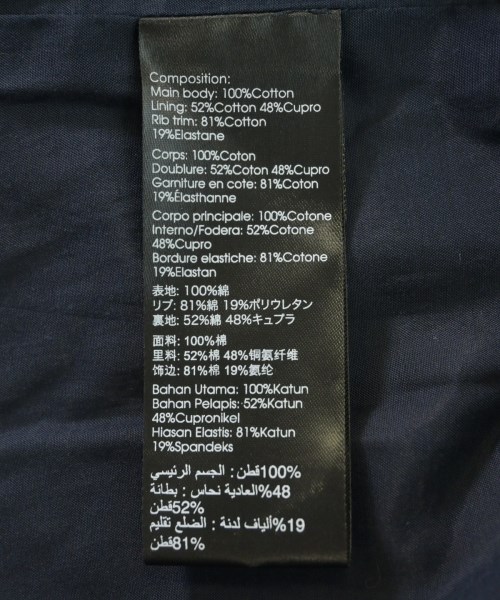 Composition:
Main body: 100%Cotton
Lining: 52%Cotton 48%Cupro
Rib trim: 81%Cotton
19%Elastane
Corps: 100%Coton
Doublure: 52%Coton 48%Cupro
Garniture en cote: 81%Coton
19%Élasthanne
Corpo principale: 100%Cotone
Interno/Fodera: 52%Cotone
48%Cupro
Bordure elastiche: 81%Cotone
19%Elastan
表地: 100%綿
リブ: 81%綿 19%ポリウレタン
裏地: 52%綿 48%キュプラ
面料: 100%棉
里料: 52%棉 48%铜氨纤维
饰边: 81%棉 19%氨纶
Bahan Utama: 100%Katun
Bahan Pelapis: 52%Katun
48%Cupronikel
Hiasan Elastis: 81%Katun
19%Spandeks
100%قطن : الجسم الرئيسي
48%العادية نحاس : بطانة
52%قطن
19%ألياف لدنة : الضلع تقليم
81%قطن